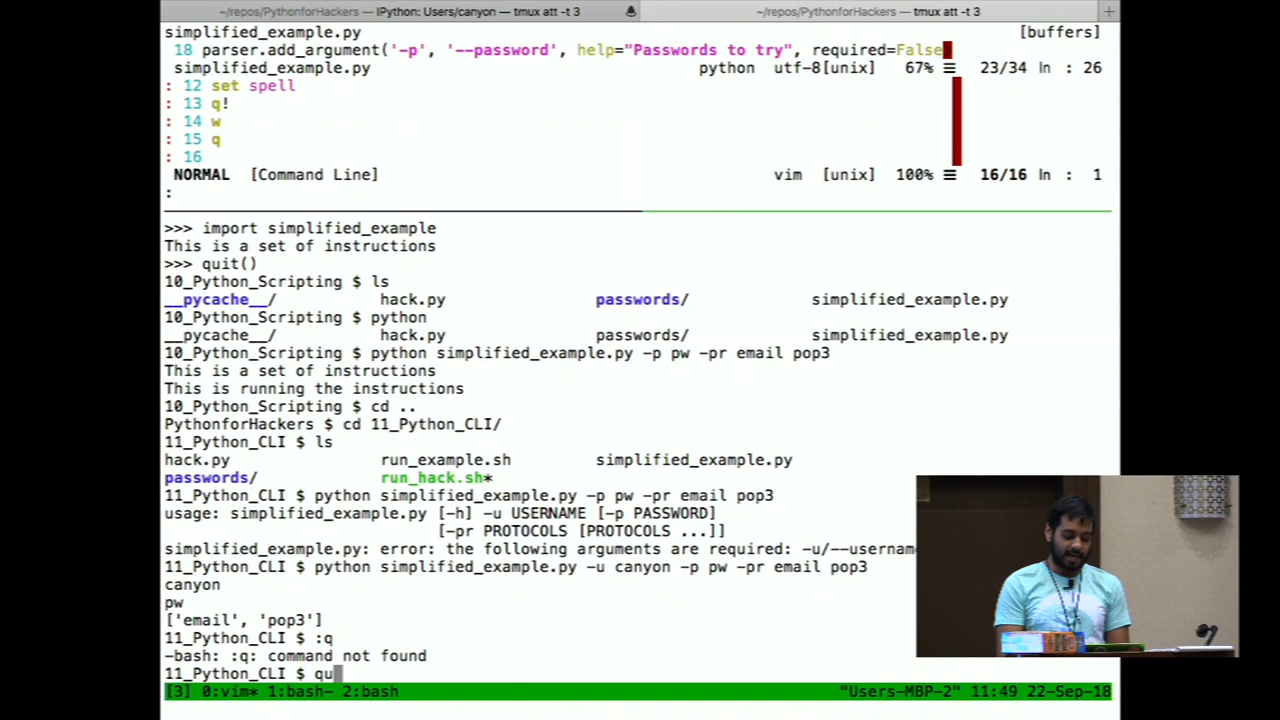 ~/repos/PythonforHackers — IPython: Users/canyon — tmux att -t 3
~/repos/PythonforHackers — tmux att -t 3
simplified_example.py [buffers]
18 parser.add_argument('-p', '--password', help="Passwords to try", required=False
simplified_example.py python utf-8[unix] 67% ☰ 23/34 ln : 26
: 12 set spell
: 13 q!
: 14 w
: 15 q
: 16
NORMAL [Command Line] vim [unix] 100% ☰ 16/16 ln : 1
:
>>> import simplified_example
This is a set of instructions
>>> quit()
10_Python_Scripting $ ls
__pycache__/ hack.py passwords/ simplified_example.py
10_Python_Scripting $ python
__pycache__/ hack.py passwords/ simplified_example.py
10_Python_Scripting $ python simplified_example.py -p pw -pr email pop3
This is a set of instructions
This is running the instructions
10_Python_Scripting $ cd ..
PythonforHackers $ cd 11_Python_CLI/
11_Python_CLI $ ls
hack.py run_example.sh simplified_example.py
passwords/ run_hack.sh*
11_Python_CLI $ python simplified_example.py -p pw -pr email pop3
usage: simplified_example.py [-h] -u USERNAME [-p PASSWORD]
[-pr PROTOCOLS [PROTOCOLS ...]]
simplified_example.py: error: the following arguments are required: -u/--username
11_Python_CLI $ python simplified_example.py -u canyon -p pw -pr email pop3
canyon
pw
['email', 'pop3']
11_Python_CLI $ :q
-bash: :q: command not found
11_Python_CLI $ qu
[3] 0:vim* 1:bash- 2:bash "Users-MBP-2" 11:49 22-Sep-18